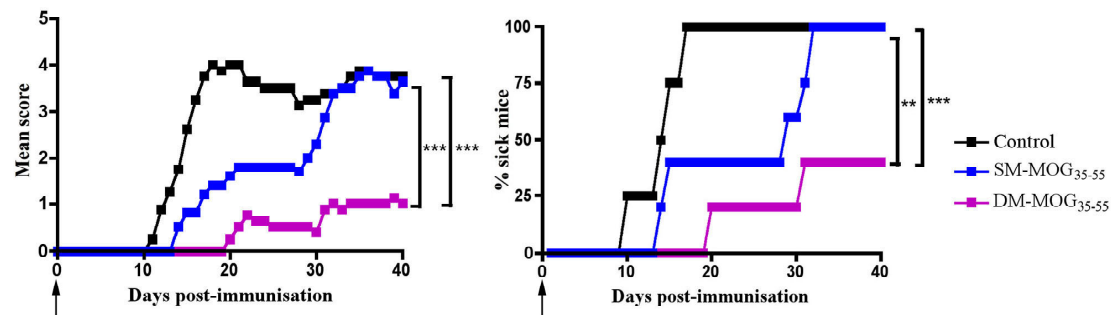 5
4
3
2
1
0
Mean score
0 10 20 30 40
Days post-immunisation
*** ***
100
75
50
25
0
% sick mice
0 10 20 30 40
Days post-immunisation
** ***
Control
SM-MOG35-55
DM-MOG35-55